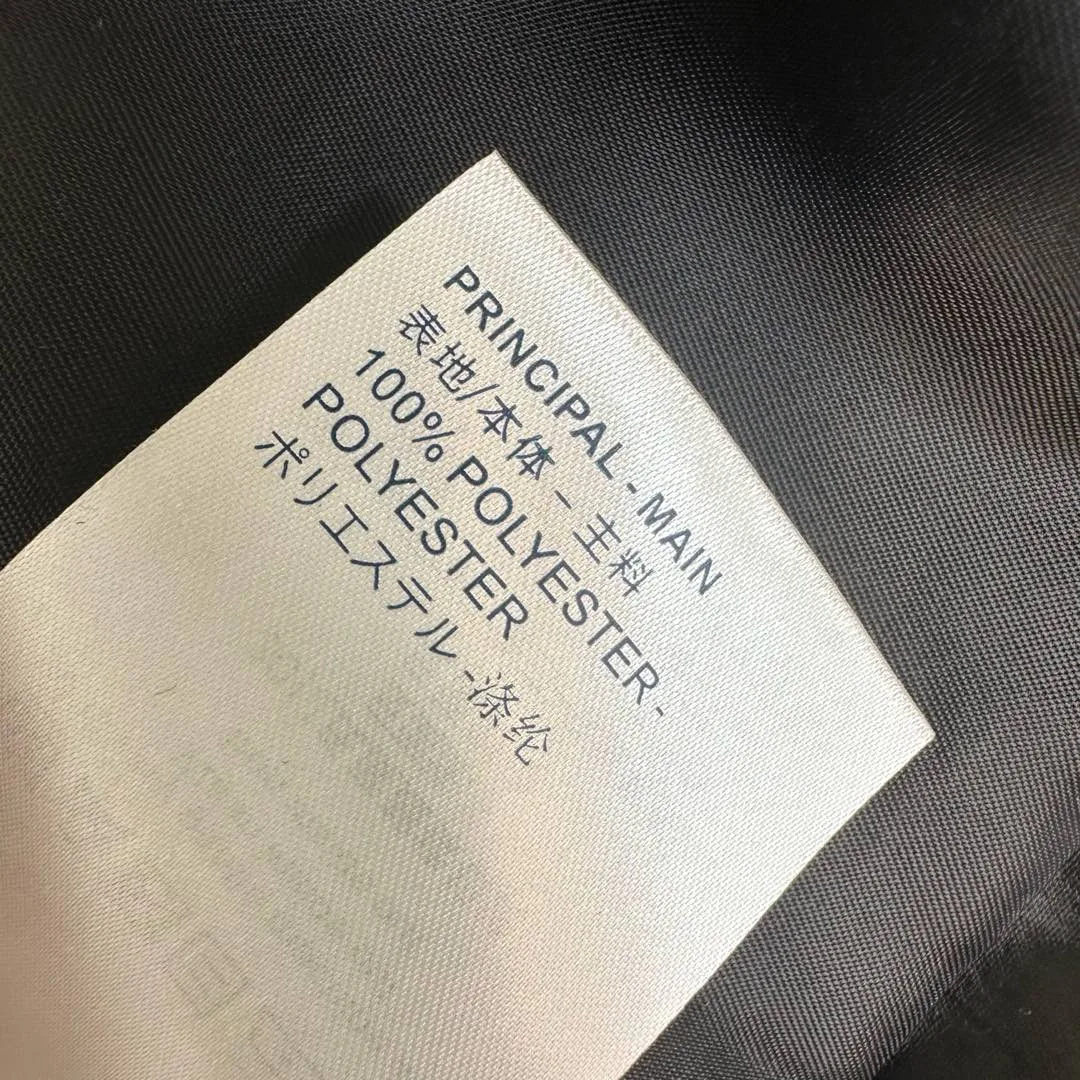 PRINCIPAL - MAIN
表地/本体 - 主料
100% POLYESTER -
POLYESTER
ポリエステル - 涤纶